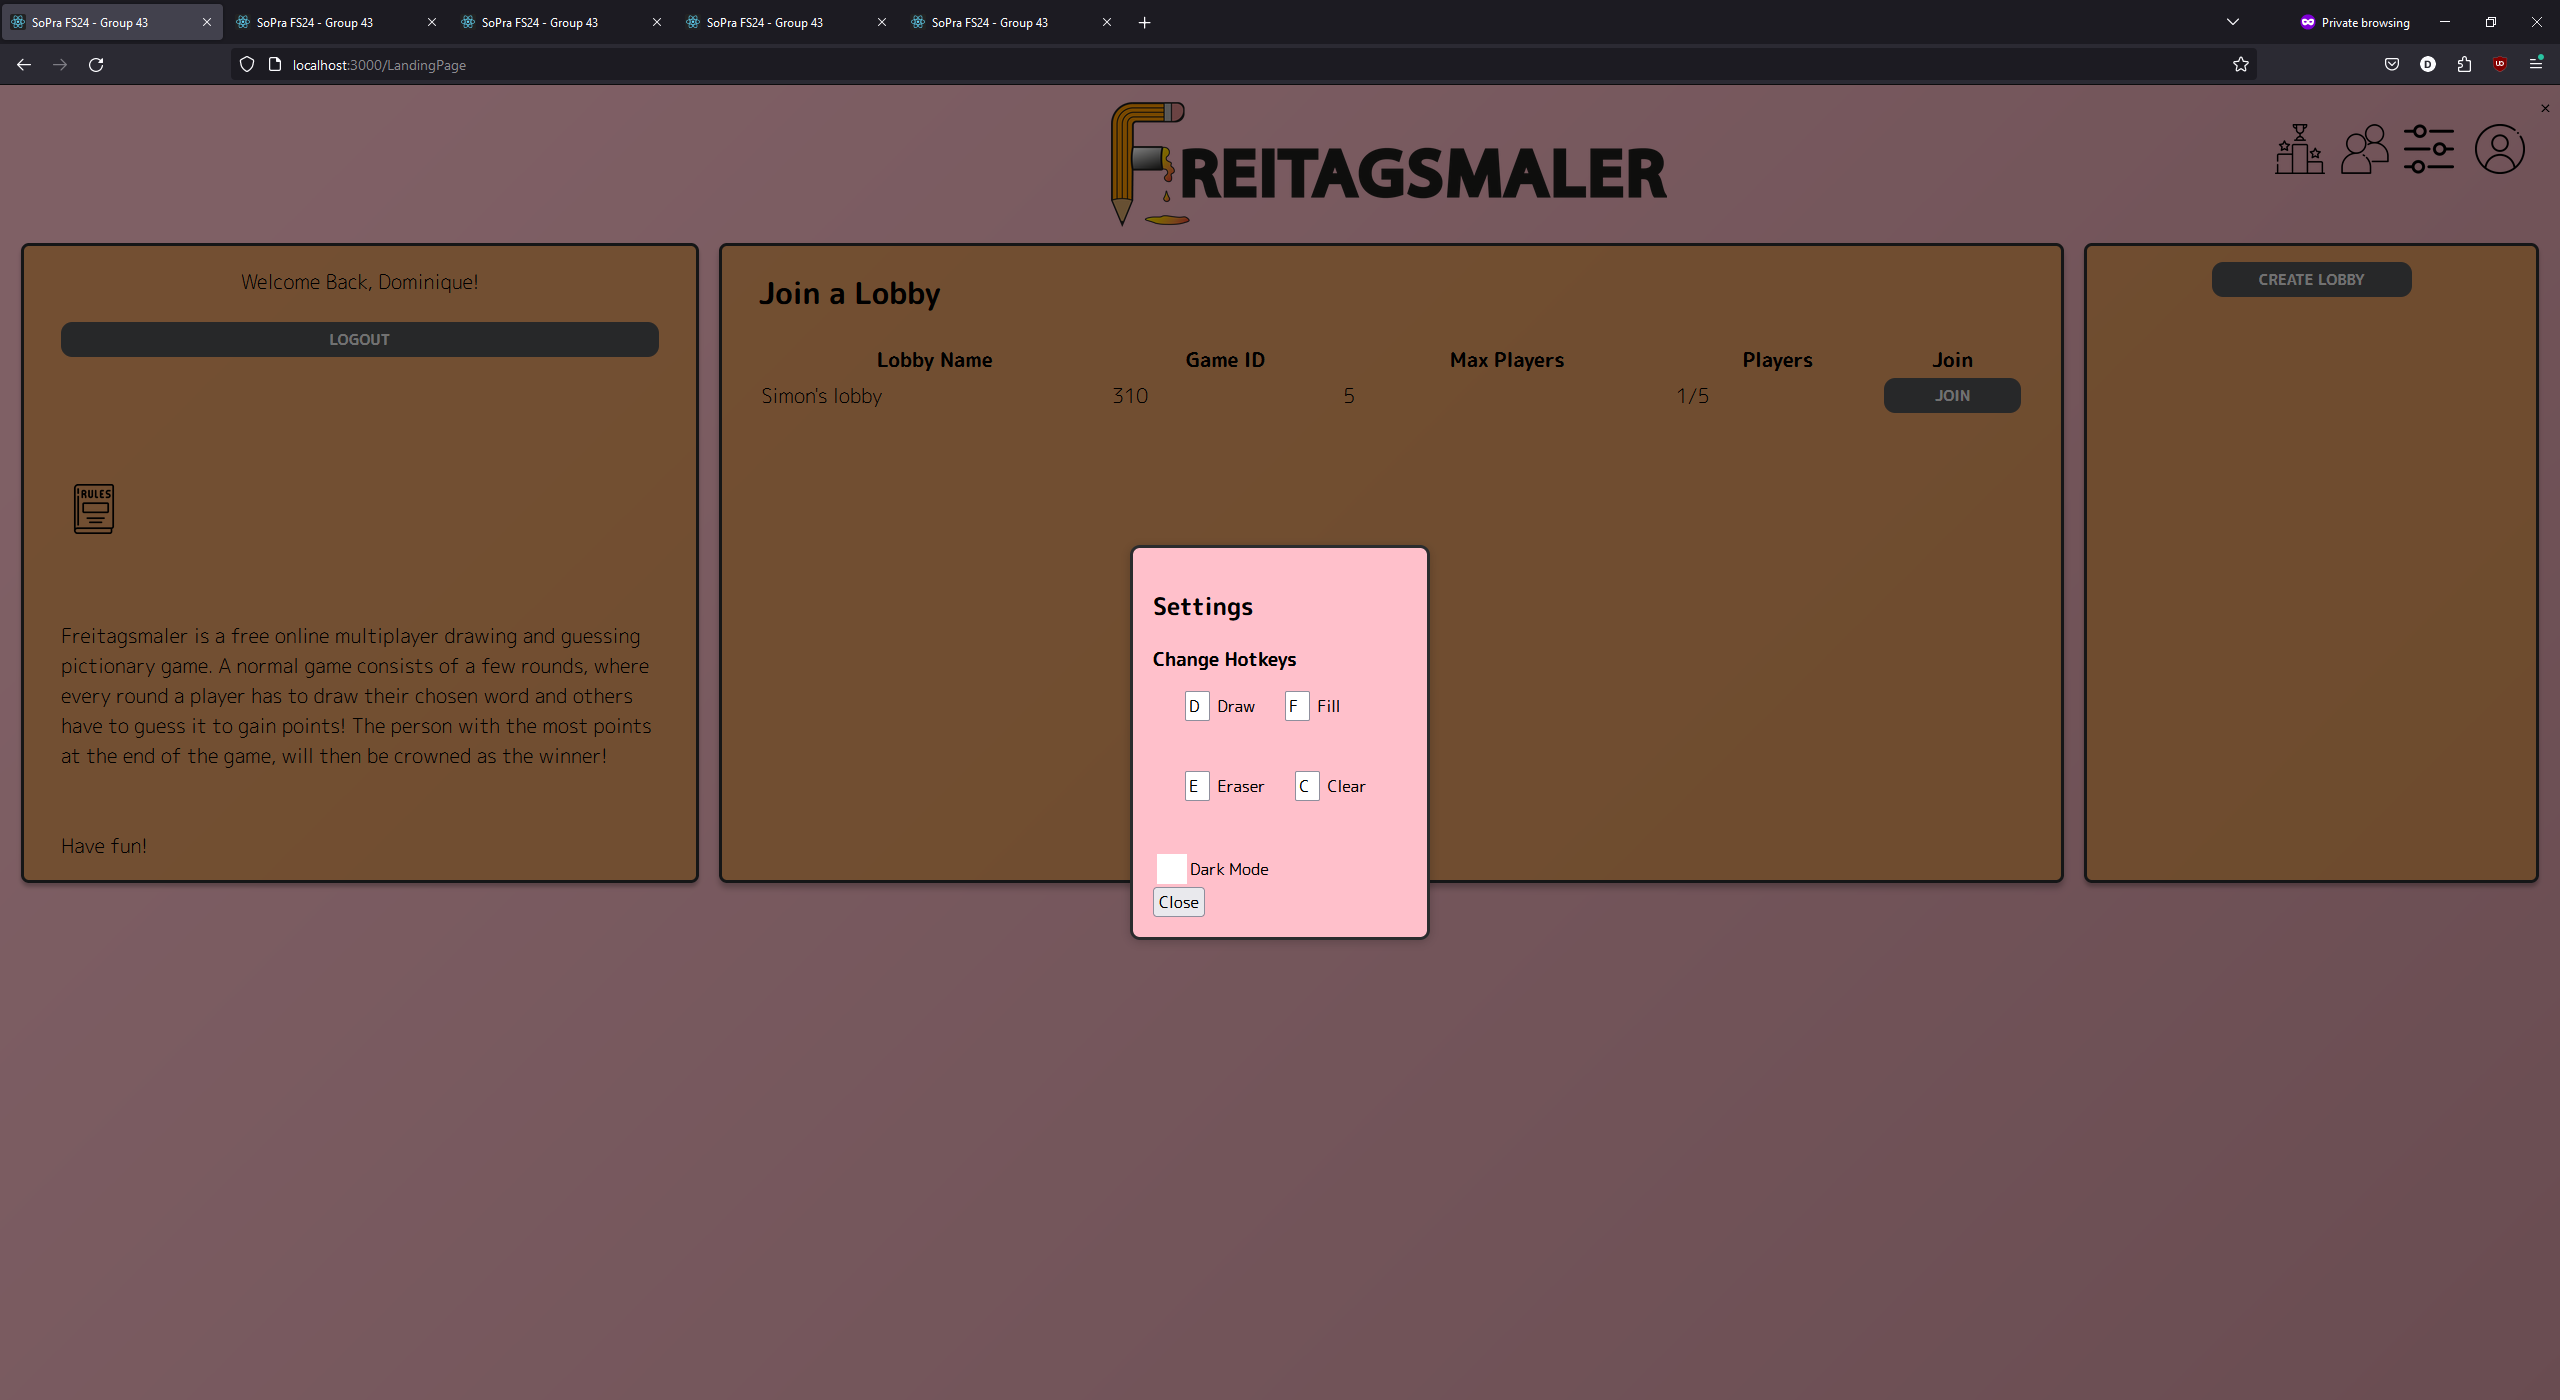 SoPra FS24 - Group 43
SoPra FS24 - Group 43
SoPra FS24 - Group 43
SoPra FS24 - Group 43
SoPra FS24 - Group 43
Private browsing
localhost:3000/LandingPage
D
FREITAGSMALER
Welcome Back, Dominique!
LOGOUT
RULES
Freitagsmaler is a free online multiplayer drawing and guessing
pictionary game. A normal game consists of a few rounds, where
every round a player has to draw their chosen word and others
have to guess it to gain points! The person with the most points
at the end of the game, will then be crowned as the winner!
Have fun!
Join a Lobby
Lobby Name Game ID Max Players Players Join
Simon's lobby 310 5 1/5 JOIN
CREATE LOBBY
Settings
Change Hotkeys
D Draw F Fill
E Eraser C Clear
Dark Mode
Close